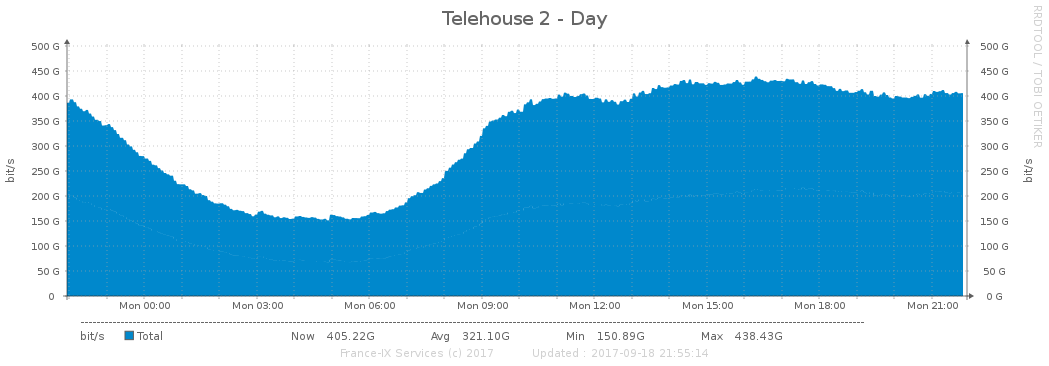 Telehouse 2 - Day
RRDTOOL / TOBI OETIKER
500 G 500 G
450 G 450 G
400 G 400 G
350 G 350 G
300 G 300 G
250 G 250 G
200 G 200 G
150 G 150 G
100 G 100 G
50 G 50 G
0 0 G
bit/s bit/s
Mon 00:00 Mon 03:00 Mon 06:00 Mon 09:00 Mon 12:00 Mon 15:00 Mon 18:00 Mon 21:00
bit/s Total Now 405.22G Avg 321.10G Min 150.89G Max 438.43G
France-IX Services (c) 2017 Updated : 2017-09-18 21:55:14